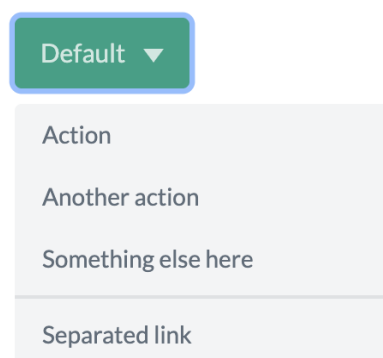 Default
Action
Another action
Something else here
Separated link